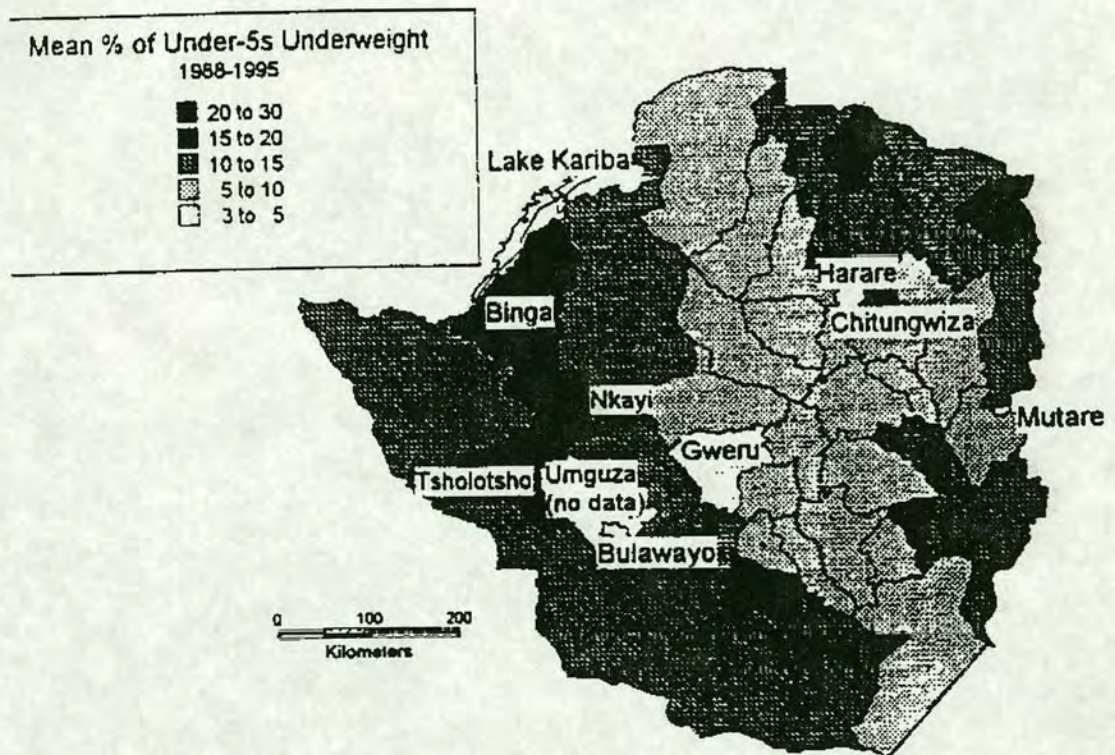 Mean % of Under-5s Underweight
1988-1995
20 to 30
15 to 20
10 to 15
5 to 10
3 to 5
Lake Kariba
Harare
Binga
Chitungwiza
Nkayi
Mutare
Gweru
Tsholotsho
Umguza
(no data)
Bulawayo
0 100 200
Kilometers